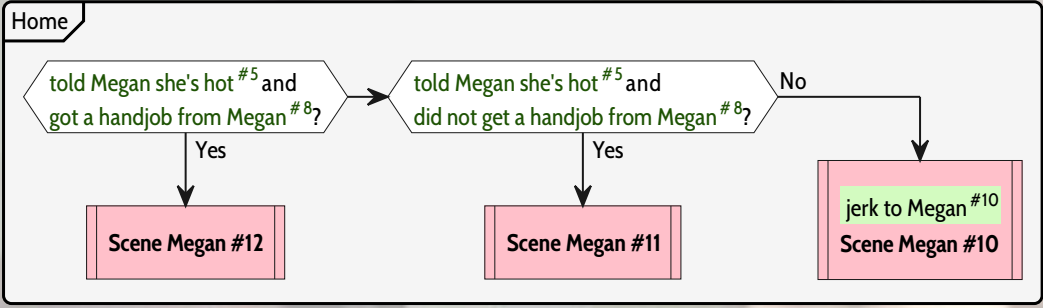 Home
told Megan she's hot #5 and
got a handjob from Megan #8?
told Megan she's hot #5 and
did not get a handjob from Megan #8?
No
Yes
Yes
jerk to Megan #10
Scene Megan #12
Scene Megan #11
Scene Megan #10